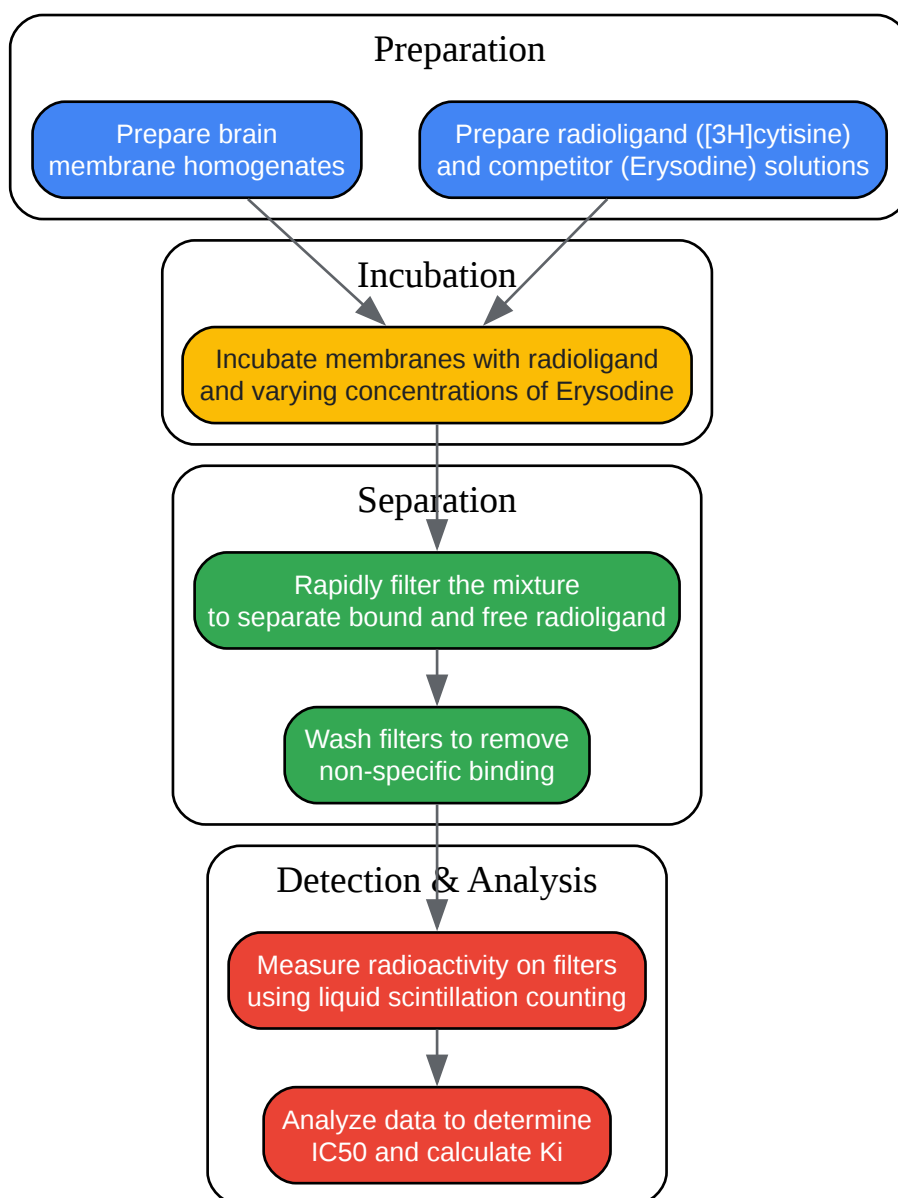 Preparation
Prepare brain
membrane homogenates
Prepare radioligand ([3H]cytisine)
and competitor (Erysodine) solutions
Incubation
Incubate membranes with radioligand
and varying concentrations of Erysodine
Separation
Rapidly filter the mixture
to separate bound and free radioligand
Wash filters to remove
non-specific binding
Detection & Analysis
Measure radioactivity on filters
using liquid scintillation counting
Analyze data to determine
IC50 and calculate Ki